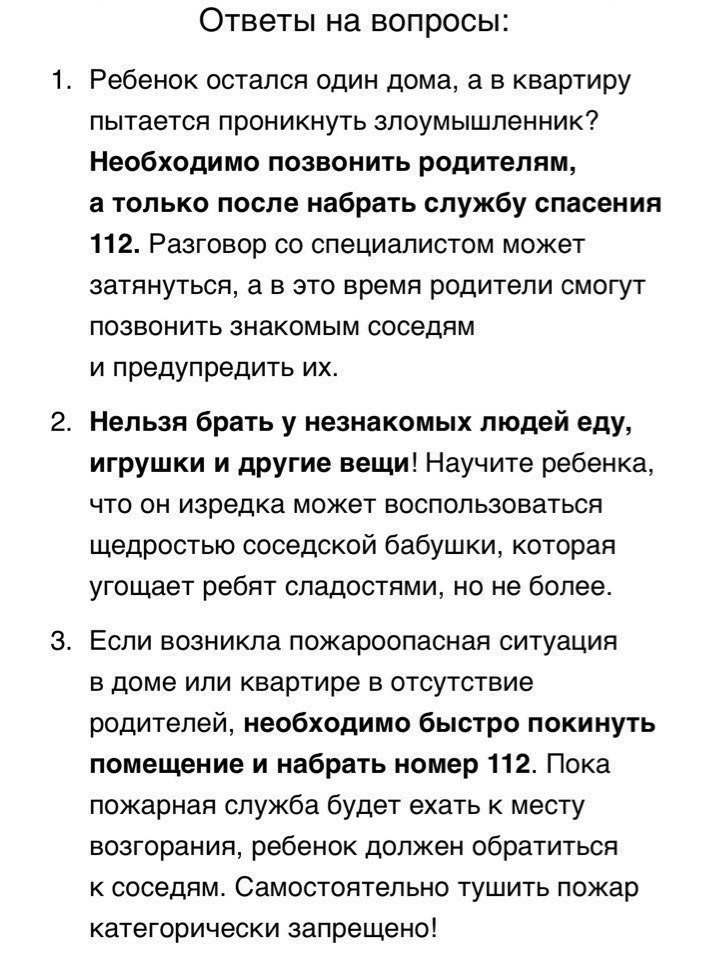 Ответы на вопросы:
1. Ребенок остался один дома, а в квартиру
пытается проникнуть злоумышленник?
Необходимо позвонить родителям,
а только после набрать службу спасения
112. Разговор со специалистом может
затянуться, а в это время родители смогут
позвонить знакомым соседям
и предупредить их.
2. Нельзя брать у незнакомых людей еду,
игрушки и другие вещи! Научите ребенка,
что он изредка может воспользоваться
щедростью соседской бабушки, которая
угощает ребят сладостями, но не более.
3. Если возникла пожароопасная ситуация
в доме или квартире в отсутствие
родителей, необходимо быстро покинуть
помещение и набрать номер 112. Пока
пожарная служба будет ехать к месту
возгорания, ребенок должен обратиться
к соседям. Самостоятельно тушить пожар
категорически запрещено!